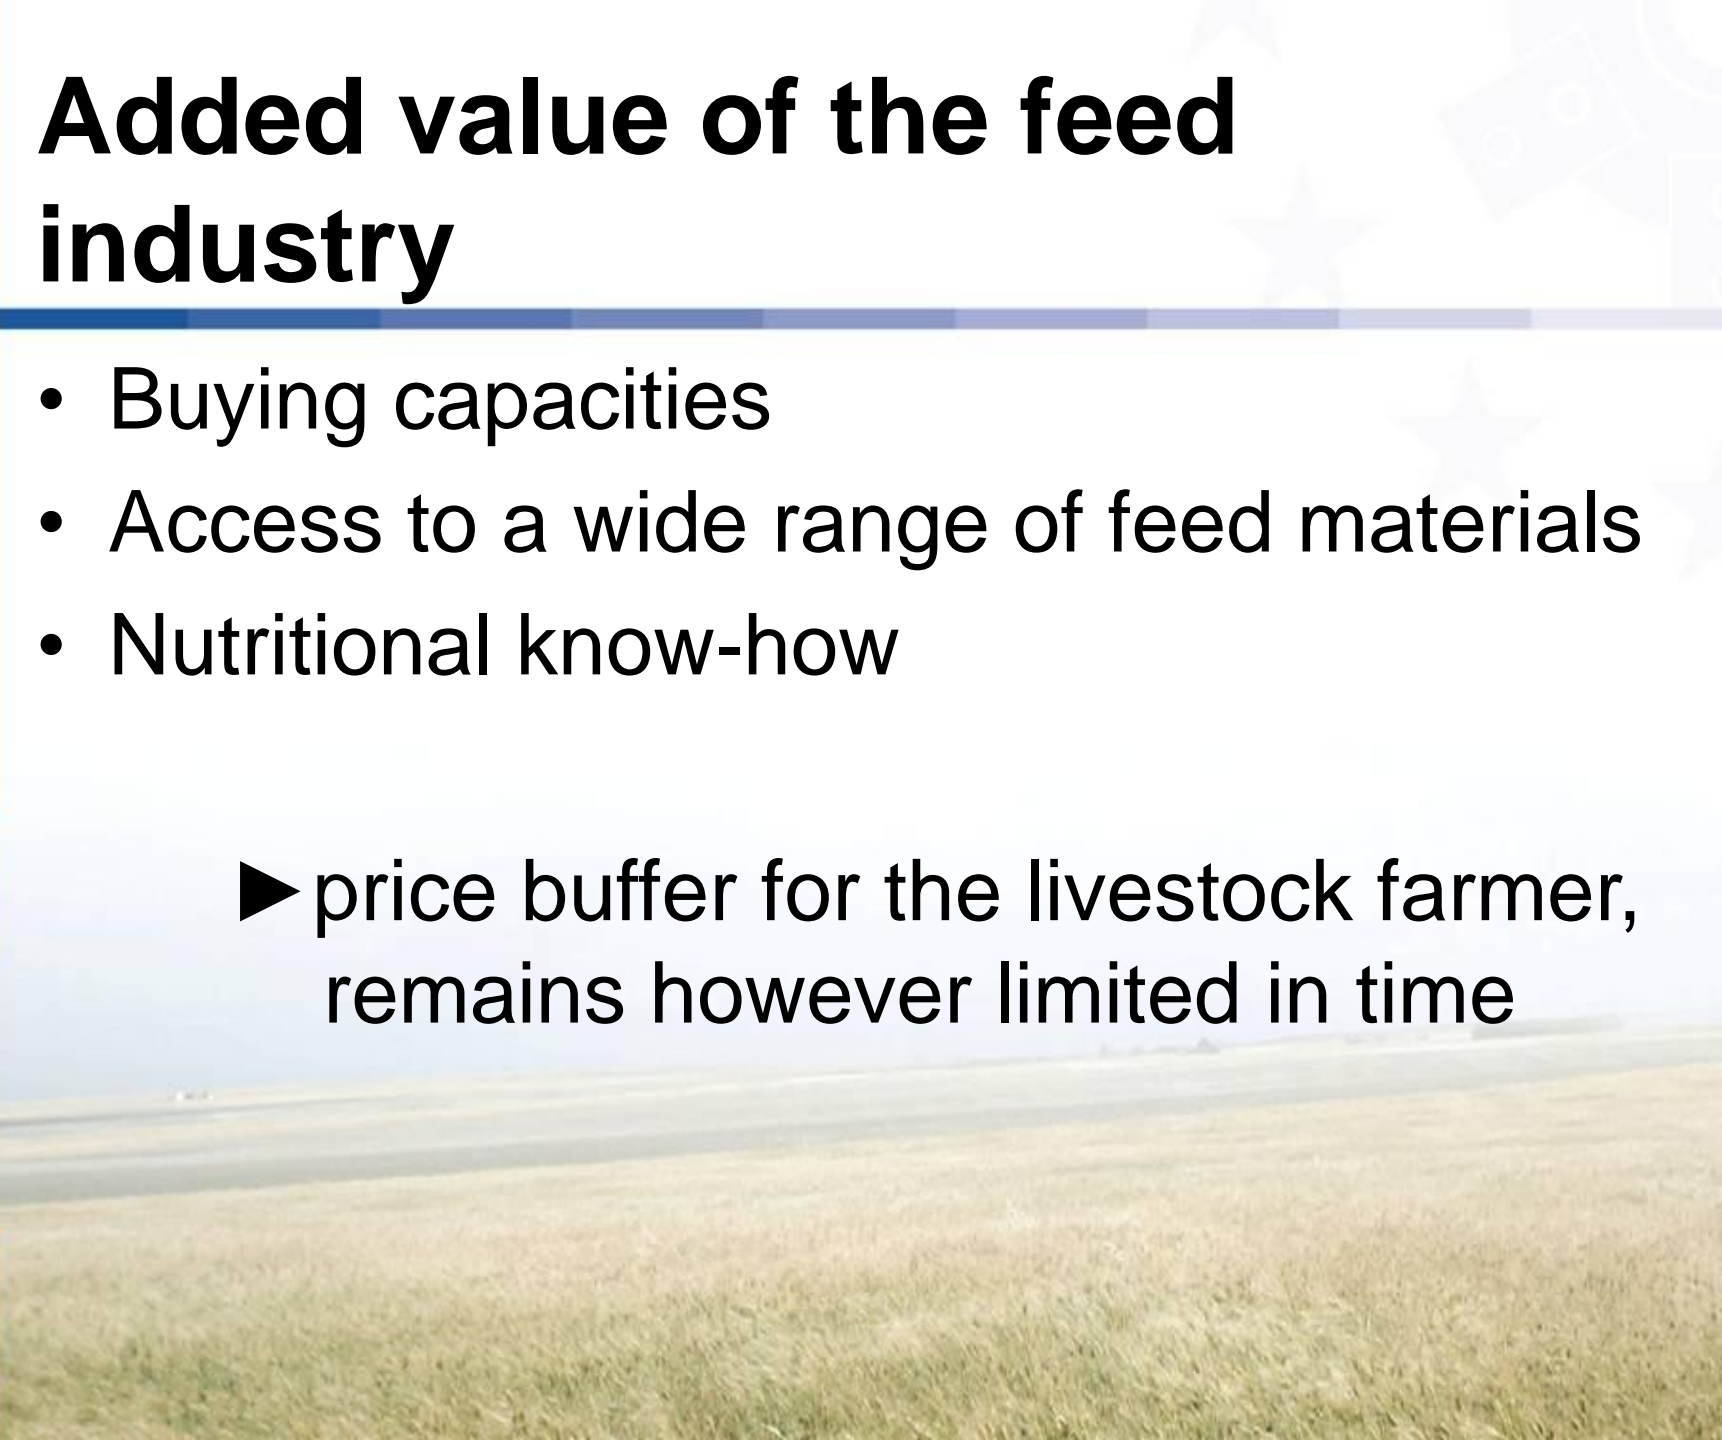 Added value of the feed
industry
• Buying capacities
• Access to a wide range of feed materials
• Nutritional know-how
►price buffer for the livestock farmer,
remains however limited in time